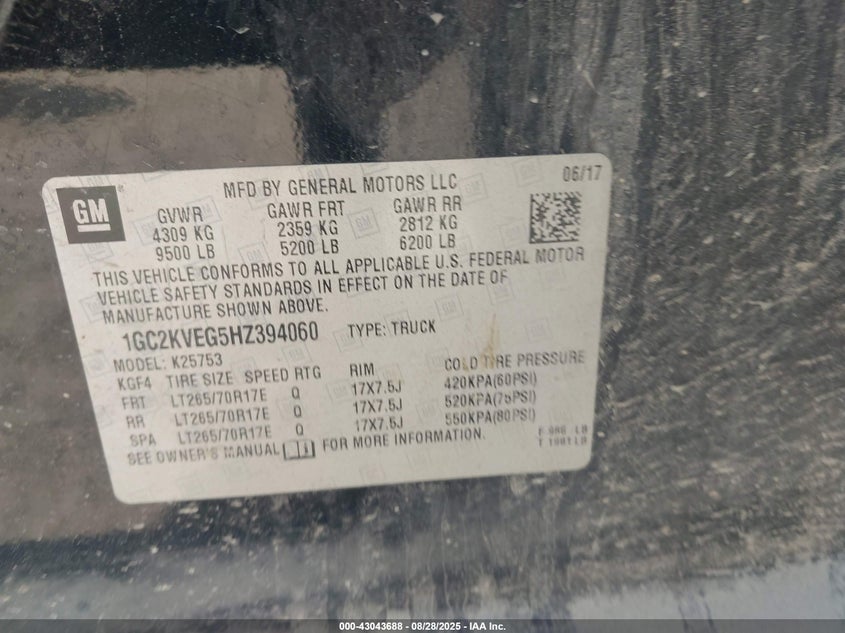 GM
MFD BY GENERAL MOTORS LLC 06/17
GVWR GAWR FRT GAWR RR
4309 KG 2359 KG 2812 KG
9500 LB 5200 LB 6200 LB
THIS VEHICLE CONFORMS TO ALL APPLICABLE U.S. FEDERAL MOTOR
VEHICLE SAFETY STANDARDS IN EFFECT ON THE DATE OF
MANUFACTURE SHOWN ABOVE.
1GC2KVEG5HZ394060 TYPE: TRUCK
MODEL: K25753
KGF4 TIRE SIZE SPEED RTG RIM COLD TIRE PRESSURE
FRT LT265/70R17E Q 17X7.5J 420KPA(60PSI)
RR LT265/70R17E Q 17X7.5J 520KPA(75PSI)
SPA LT265/70R17E Q 17X7.5J 550KPA(80PSI)
SEE OWNER'S MANUAL FOR MORE INFORMATION.
000-43043688 - 08/28/2025 - Copyright IAA, Inc.